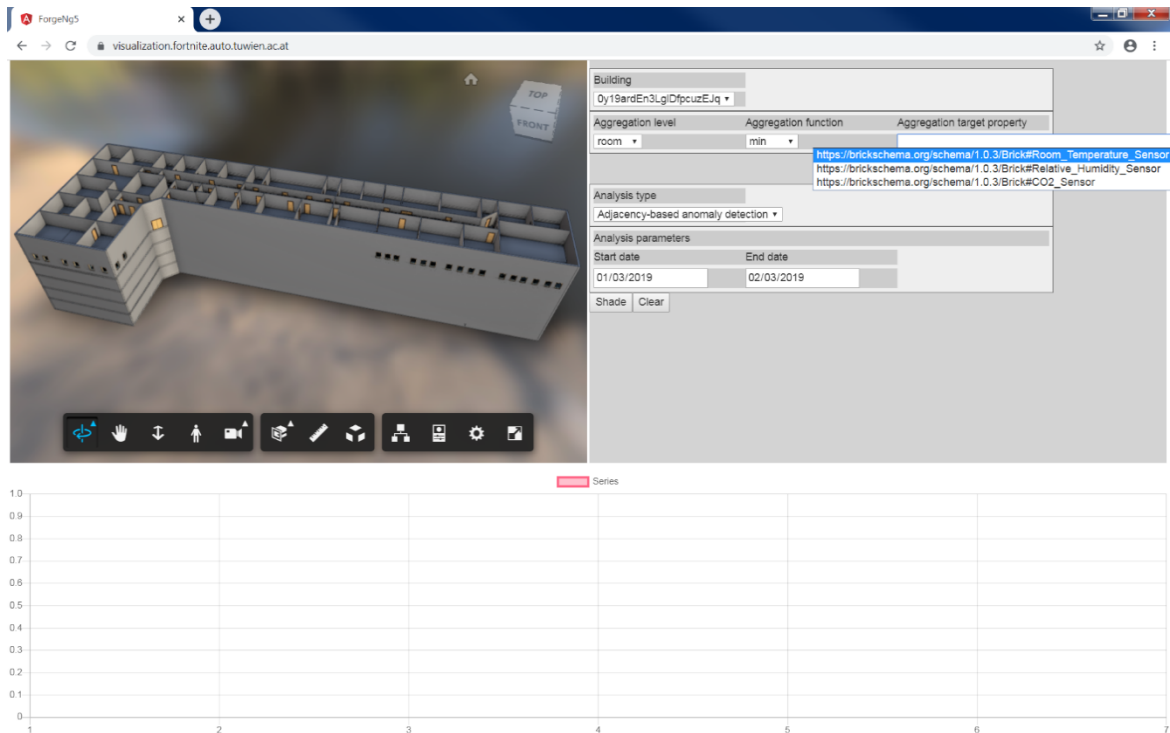 ForgeNg5
visualization.fortnite.auto.tuwien.ac.at
TOP
FRONT
Building
0y19ardEn3LglDfpcuzEJq
Aggregation level Aggregation function Aggregation target property
room min
https://brickschema.org/schema/1.0.3/Brick#Room_Temperature_Sensor
https://brickschema.org/schema/1.0.3/Brick#Relative_Humidity_Sensor
https://brickschema.org/schema/1.0.3/Brick#CO2_Sensor
Analysis type
Adjacency-based anomaly detection
Analysis parameters
Start date End date
01/03/2019 02/03/2019
Shade Clear
Series
1.0
0.9
0.8
0.7
0.6
0.5
0.4
0.3
0.2
0.1
0
1 2 3 4 5 6 7